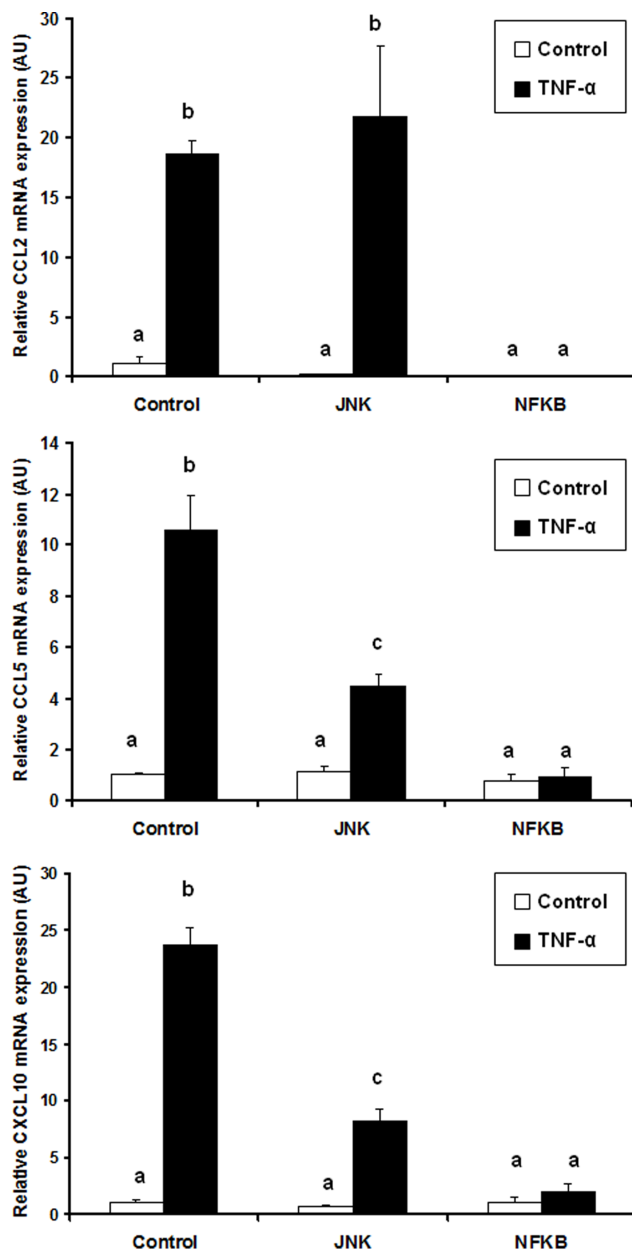 Relative CCL2 mRNA expression (AU)
30
25
20
15
10
5
0
a
b
a
b
a
a
Control
JNK
NFKB
Control
TNF-α
Relative CCL5 mRNA expression (AU)
14
12
10
8
6
4
2
0
a
b
a
c
a
a
Control
JNK
NFKB
Control
TNF-α
Relative CXCL10 mRNA expression (AU)
30
25
20
15
10
5
0
a
b
a
c
a
a
Control
JNK
NFKB
Control
TNF-α